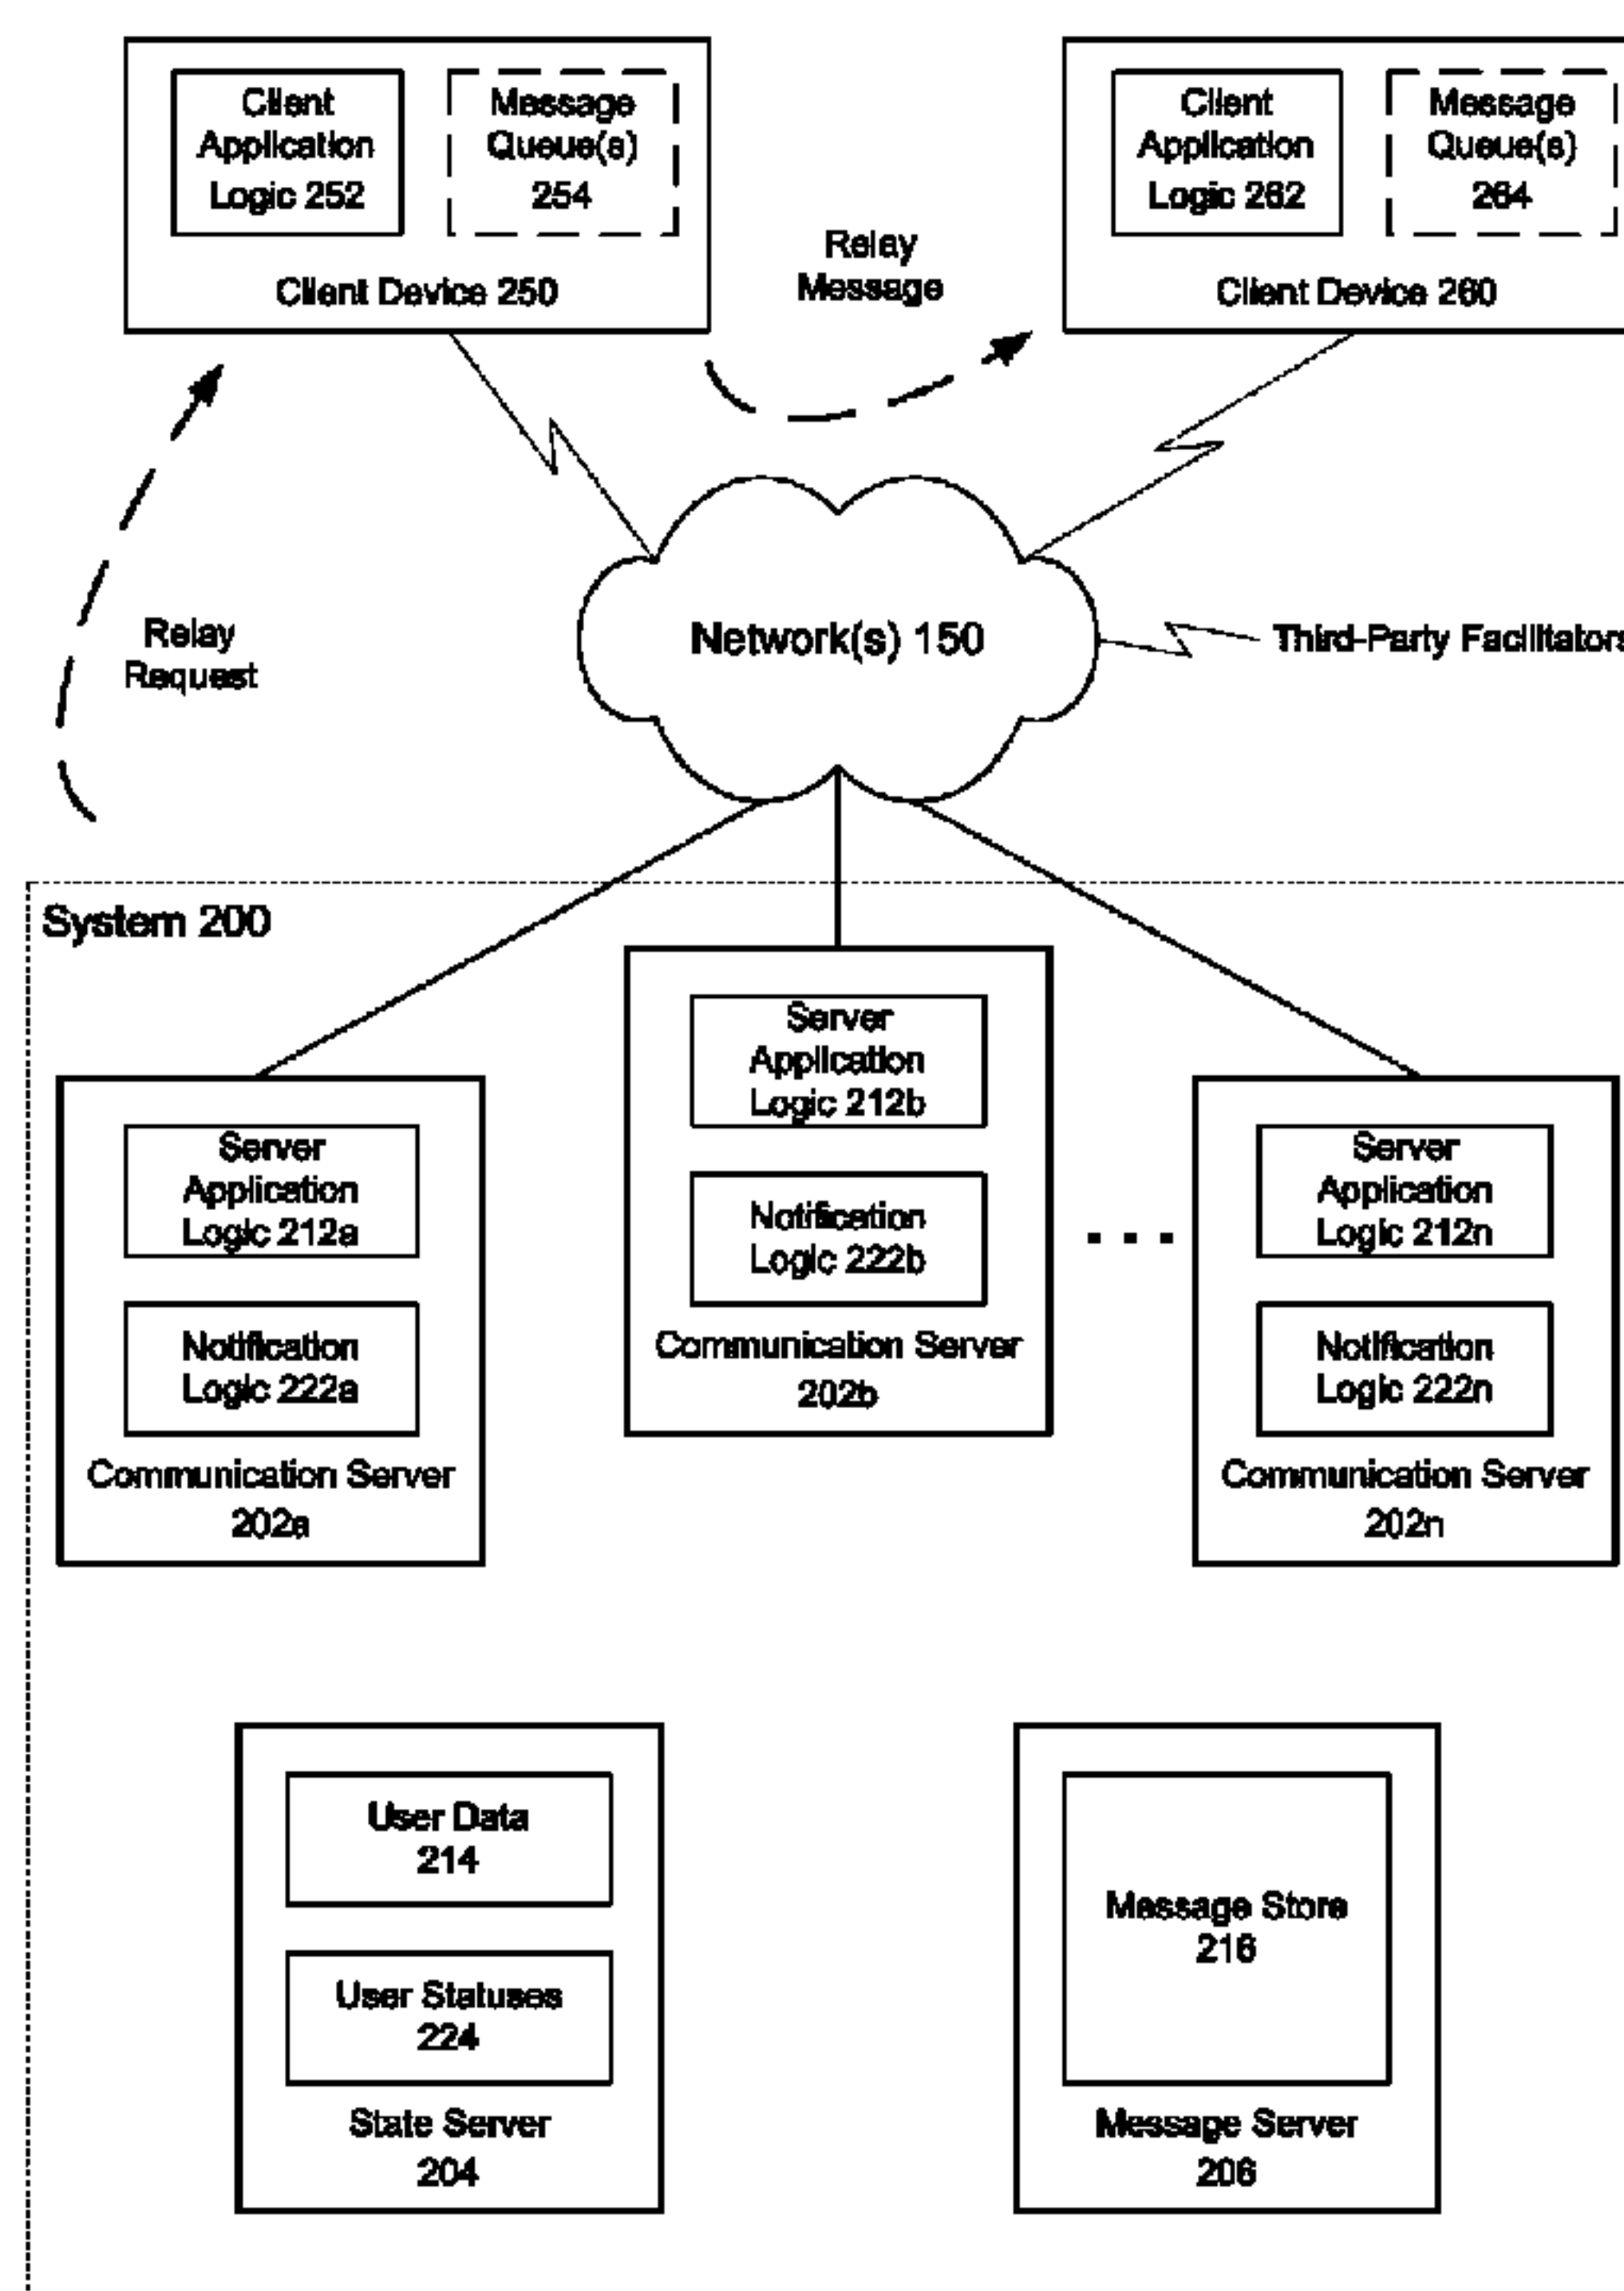 Client
Application
Logic 252
Message
Queue(s)
254
Client Device 250
Relay
Message
Client
Application
Logic 262
Message
Queue(s)
264
Client Device 260
Relay
Request
Network(s) 150
Third-Party Facilitators
System 200
Server
Application
Logic 212a
Notification
Logic 222a
Communication Server
202a
Server
Application
Logic 212b
Notification
Logic 222b
Communication Server
202b
. . .
Server
Application
Logic 212n
Notification
Logic 222n
Communication Server
202n
User Data
214
User Statuses
224
State Server
204
Message Store
216
Message Server
206